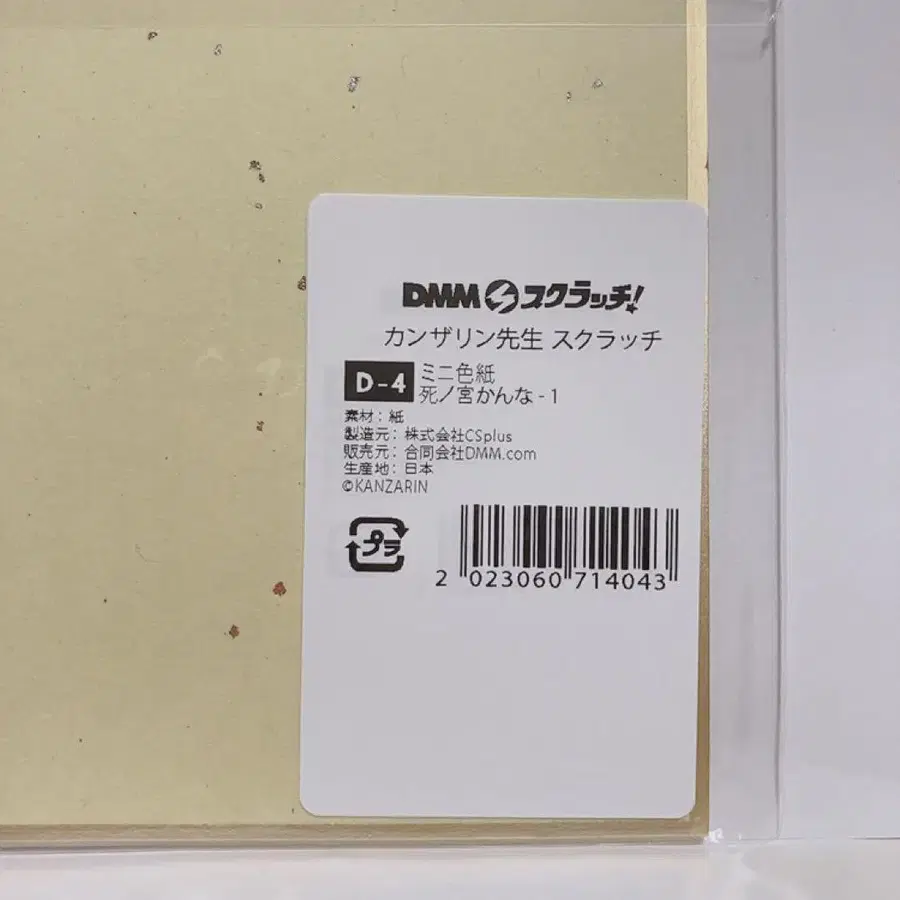 DMMスクラッチ!
カンザリン先生 スクラッチ
D-4
ミニ色紙
死ノ宮かんな - 1
素材：紙
製造元：株式会社CSplus
販売元：合同会社DMM.com
生産地：日本
©KANZARIN
プラ
2 023060 714043